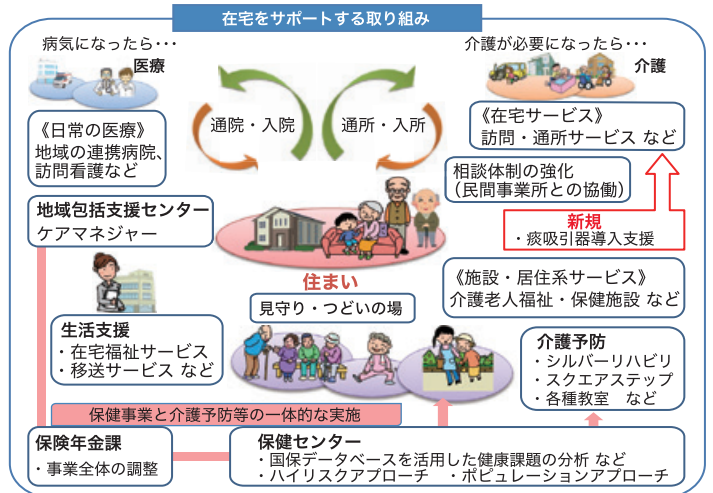 在宅をサポートする取り組み
病気になったら･･･
医療
介護が必要になったら･･･
介護
《日常の医療》
地域の連携病院、
訪問看護など
通院・入院
通所・入所
《在宅サービス》
訪問・通所サービス など
相談体制の強化
（民間事業所との協働）
地域包括支援センター
ケアマネジャー
新規
・痰吸引器導入支援
住まい
《施設・居住系サービス》
介護老人福祉・保健施設 など
見守り・つどいの場
生活支援
・在宅福祉サービス
・移送サービス など
介護予防
・シルバーリハビリ
・スクエアステップ
・各種教室　など
保健事業と介護予防等の一体的な実施
保険年金課
・事業全体の調整
保健センター
・国保データベースを活用した健康課題の分析 など
・ハイリスクアプローチ　・ポピュレーションアプローチ